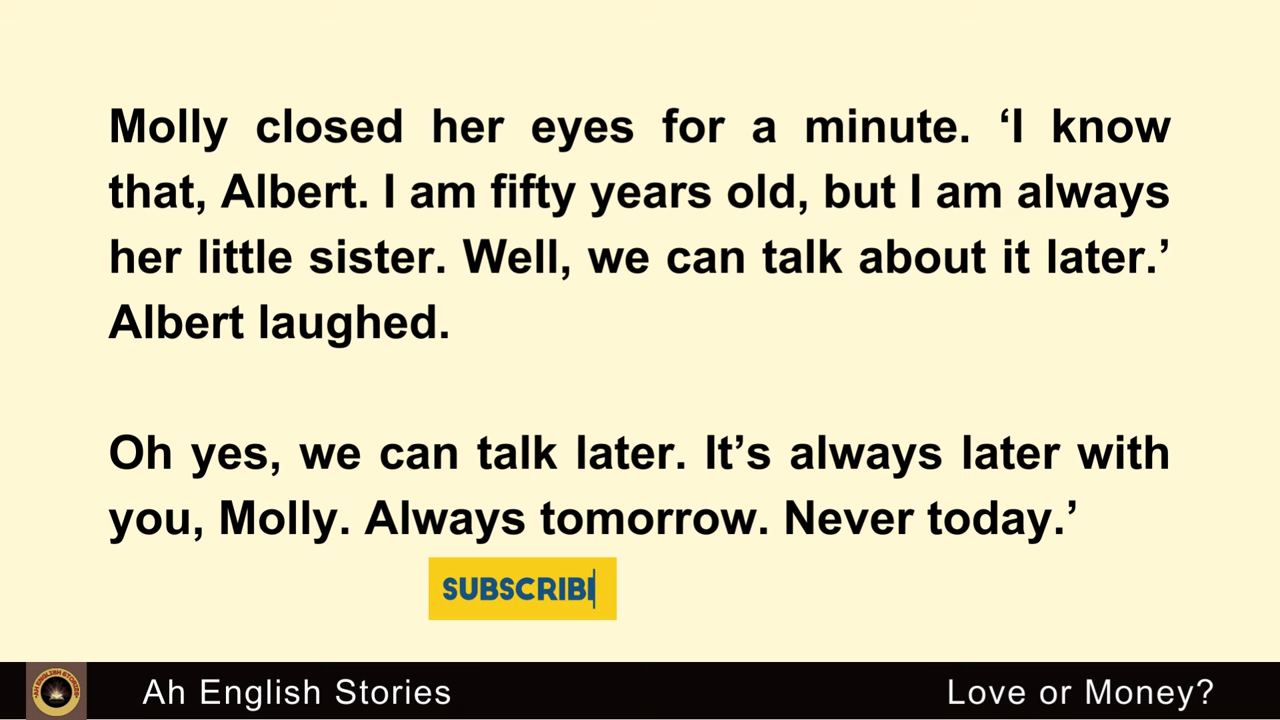 Molly closed her eyes for a minute. ‘I know
that, Albert. I am fifty years old, but I am always
her little sister. Well, we can talk about it later.’
Albert laughed.
Oh yes, we can talk later. It’s always later with
you, Molly. Always tomorrow. Never today.’
SUBSCRIB
Ah English Stories
Love or Money?